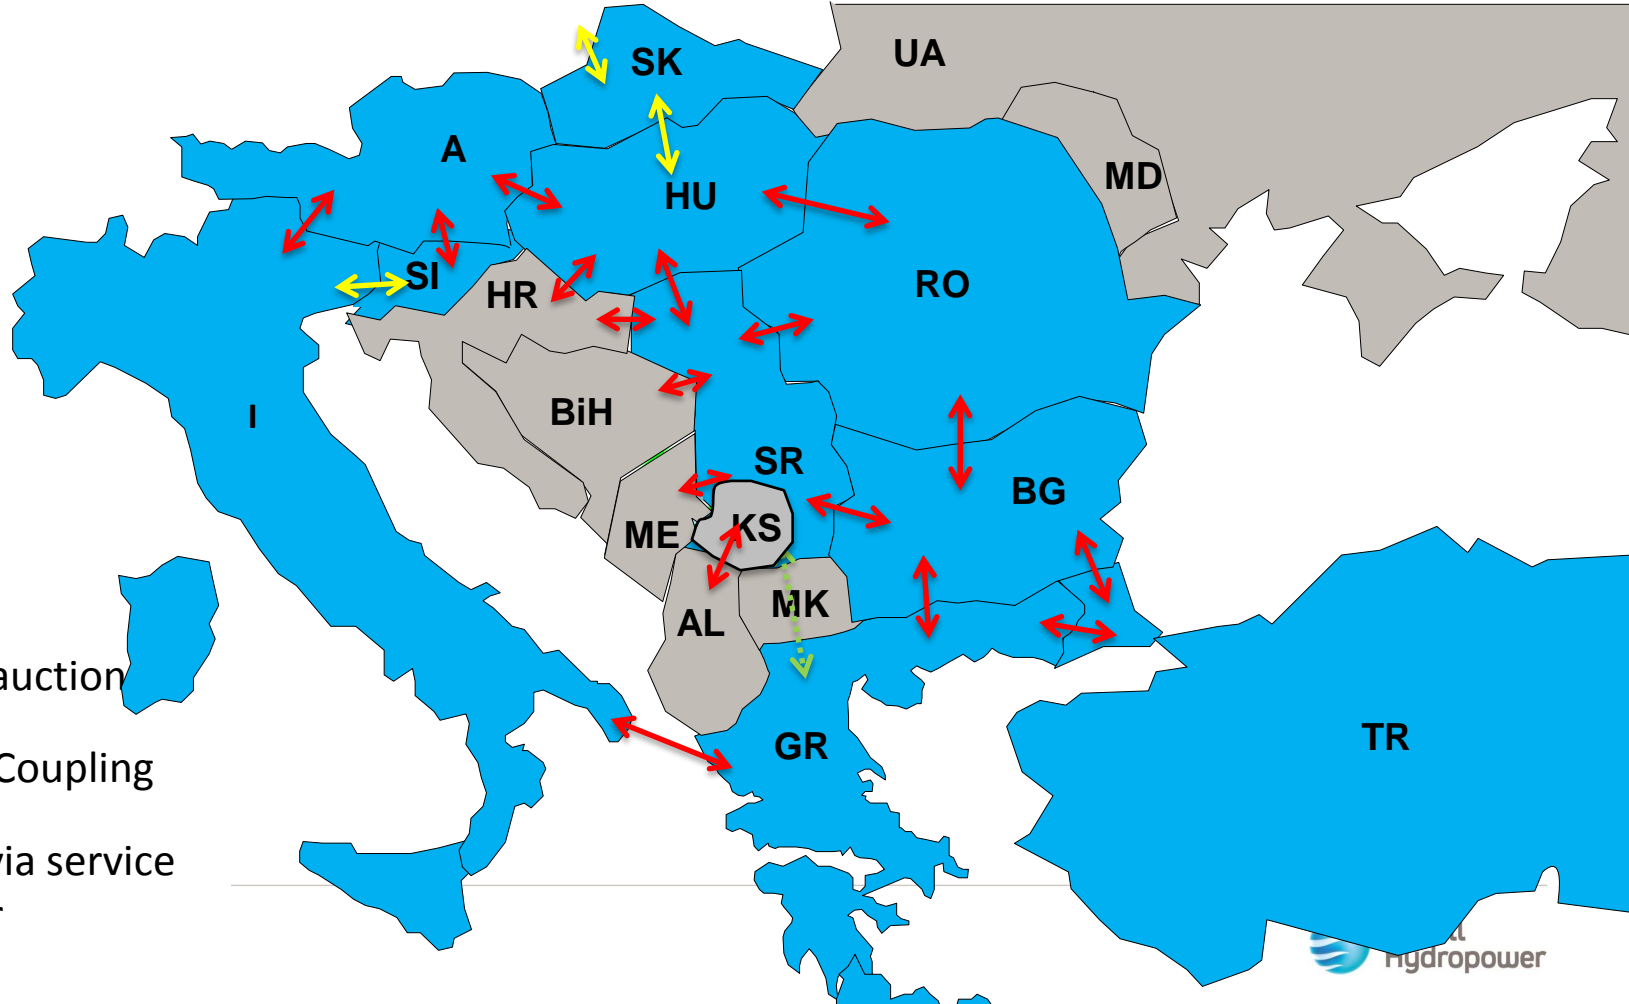 SK
UA
A
MD
HU
SI
HR
RO
BiH
I
SR
BG
ME
KS
AL
MK
auction
GR
TR
Coupling
via service
Hydropower